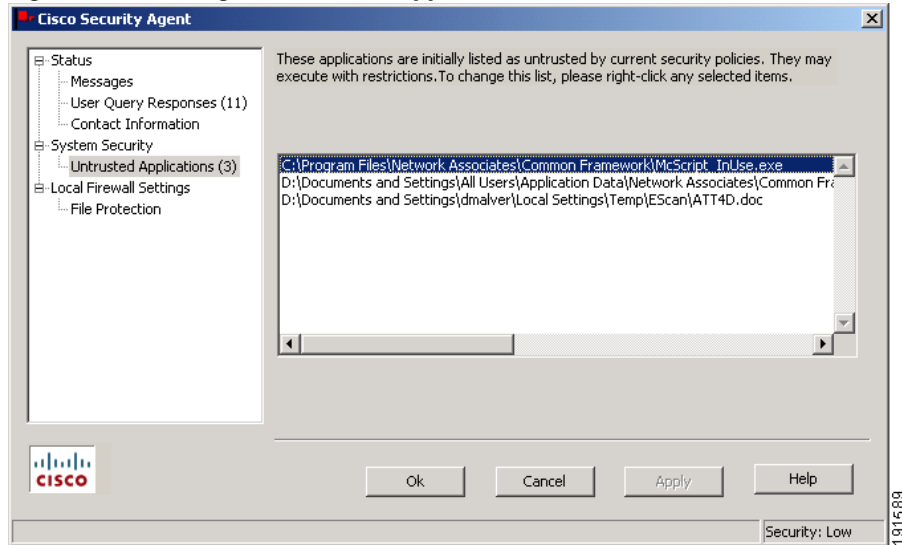 Cisco Security Agent
Status
Messages
User Query Responses (11)
Contact Information
System Security
Untrusted Applications (3)
Local Firewall Settings
File Protection
These applications are initially listed as untrusted by current security policies. They may
execute with restrictions.To change this list, please right-click any selected items.
C:\Program Files\Network Associates\Common Framework\McScript_InUse.exe
D:\Documents and Settings\All Users\Application Data\Network Associates\Common Fra
D:\Documents and Settings\dmalver\Local Settings\Temp\EScan\ATT4D.doc
CISCO
Ok
Cancel
Apply
Help
Security: Low
191589